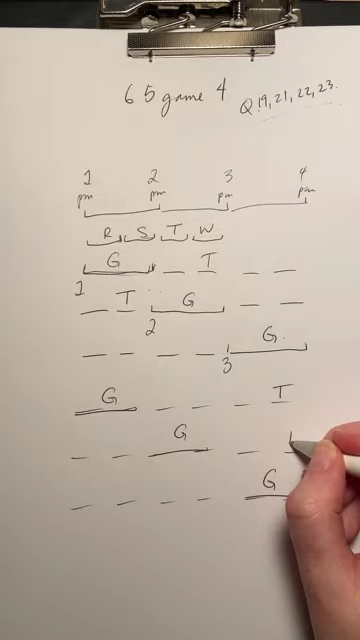 65 game 4 Q 19, 21, 22, 23.
1 2 3 4
pm pm pm pm
R S T W
G T
1
T G
2
G.
3
G T
G
G